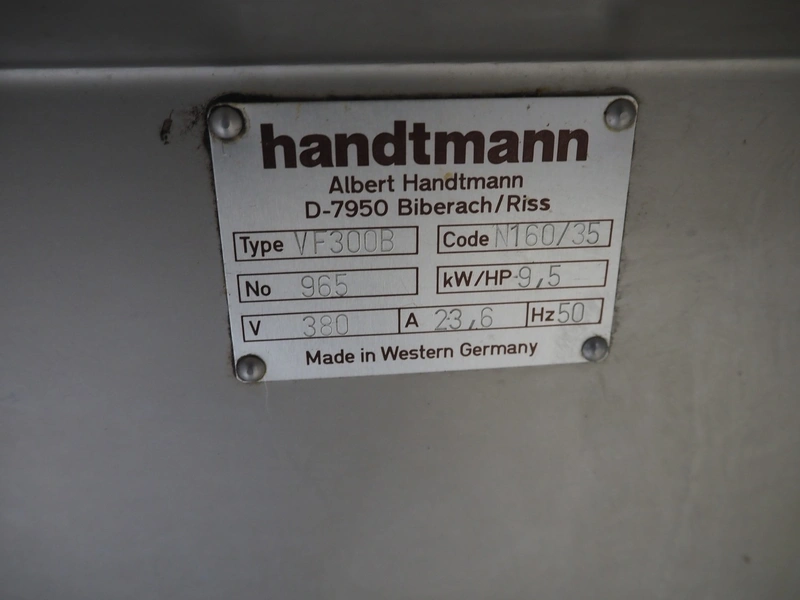 handtmann
Albert Handtmann
D-7950 Biberach/Riss
Type VF300B Code N160/35
No 965 kW/HP 9,5
V 380 A 23,6 Hz 50
Made in Western Germany